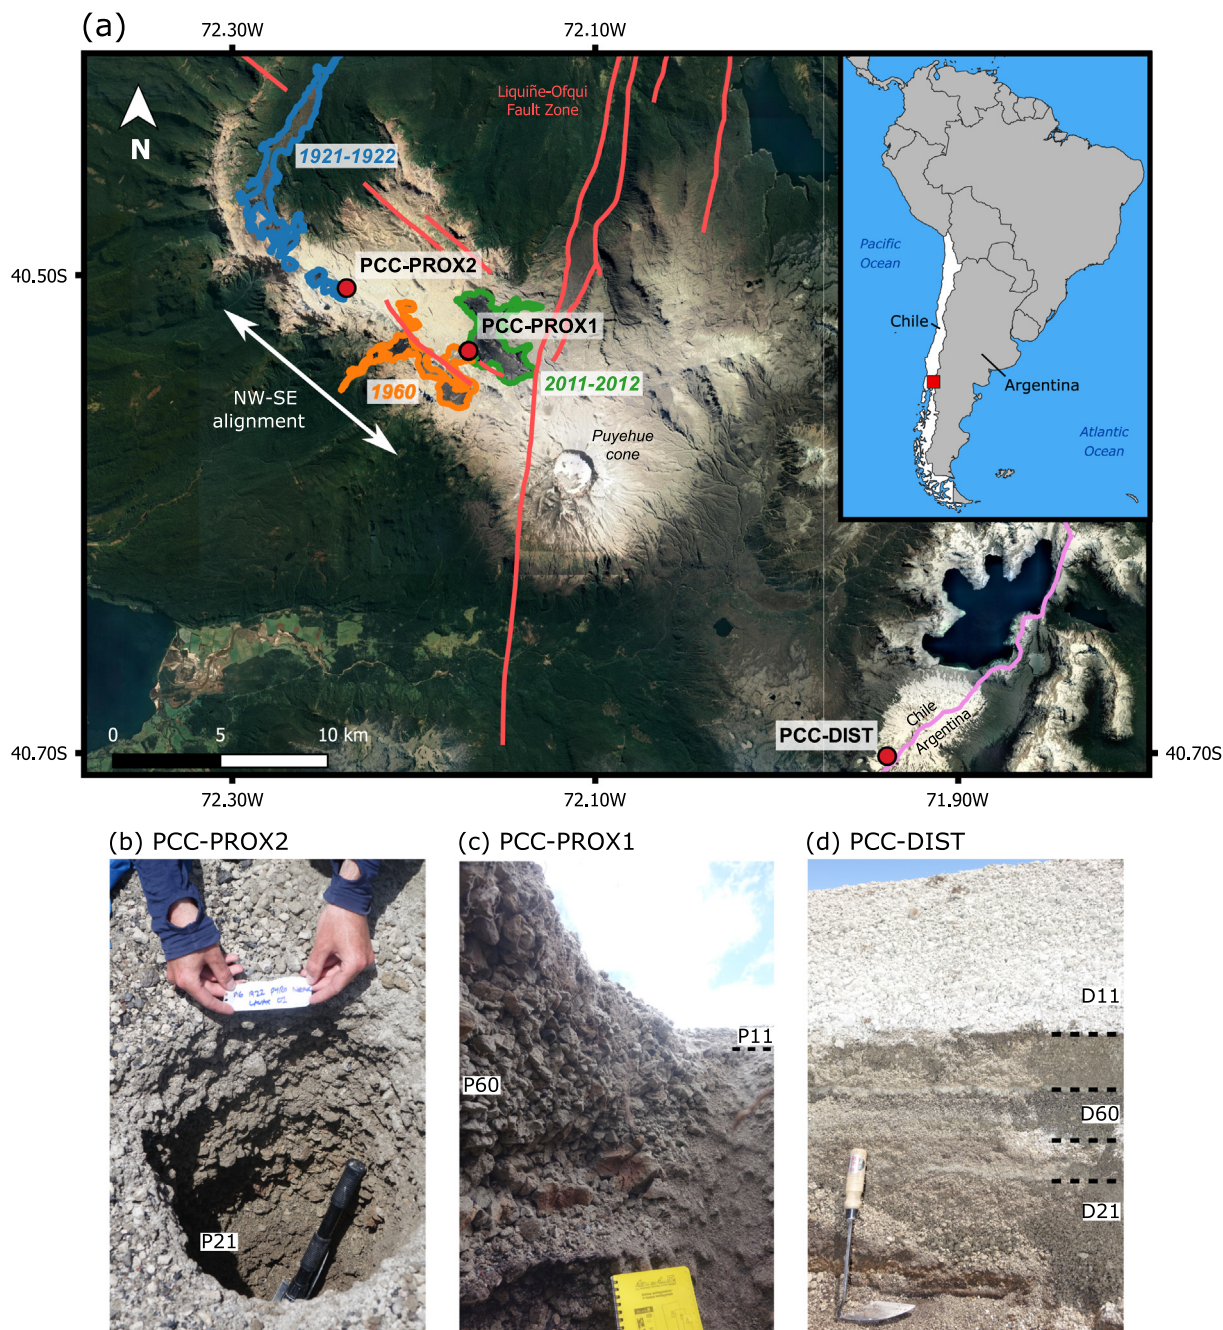 (a)
72.30W
72.10W
N
Liquiñe-Ofqui
Fault Zone
1921-1922
PCC-PROX2
40.50S
PCC-PROX1
1960
2011-2012
NW-SE
alignment
Puyehue
cone
Pacific
Ocean
Chile
Argentina
Atlantic
Ocean
Chile
Argentina
PCC-DIST
0
5
10 km
40.70S
40.70S
72.30W
72.10W
71.90W
(b) PCC-PROX2
(c) PCC-PROX1
(d) PCC-DIST
P21
P60
P11
D11
D60
D21